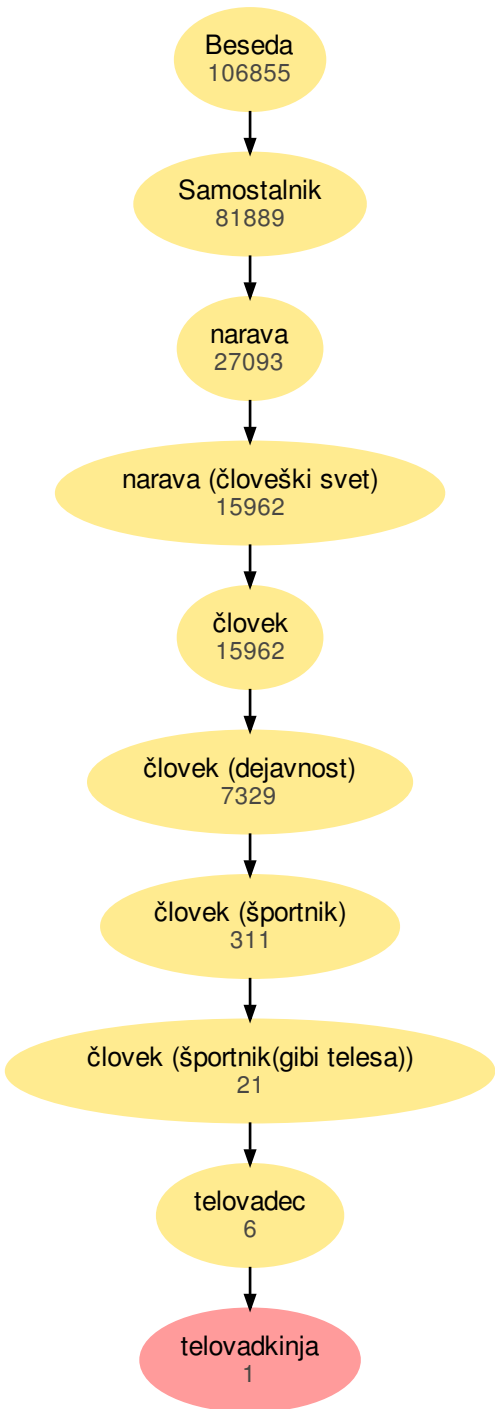 Beseda
106855
Samostalnik
81889
narava
27093
narava (človeški svet)
15962
človek
15962
človek (dejavnost)
7329
človek (športnik)
311
človek (športnik(gibi telesa))
21
telovadec
6
telovadkinja
1